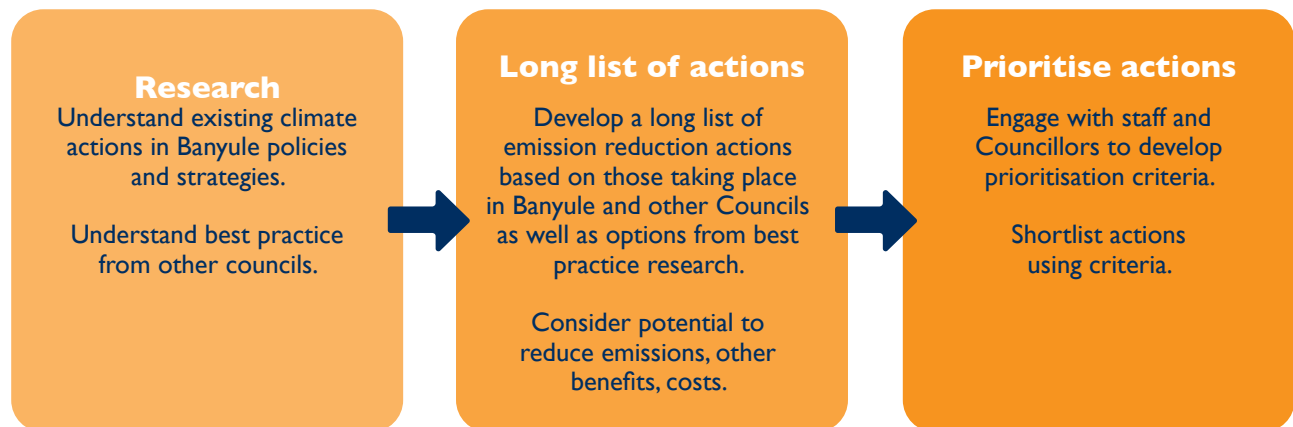 Research
Understand existing climate
actions in Banyule policies
and strategies.
Understand best practice
from other councils.
Long list of actions
Develop a long list of
emission reduction actions
based on those taking place
in Banyule and other Councils
as well as options from best
practice research.
Consider potential to
reduce emissions, other
benefits, costs.
Prioritise actions
Engage with staff and
Councillors to develop
prioritisation criteria.
Shortlist actions
using criteria.